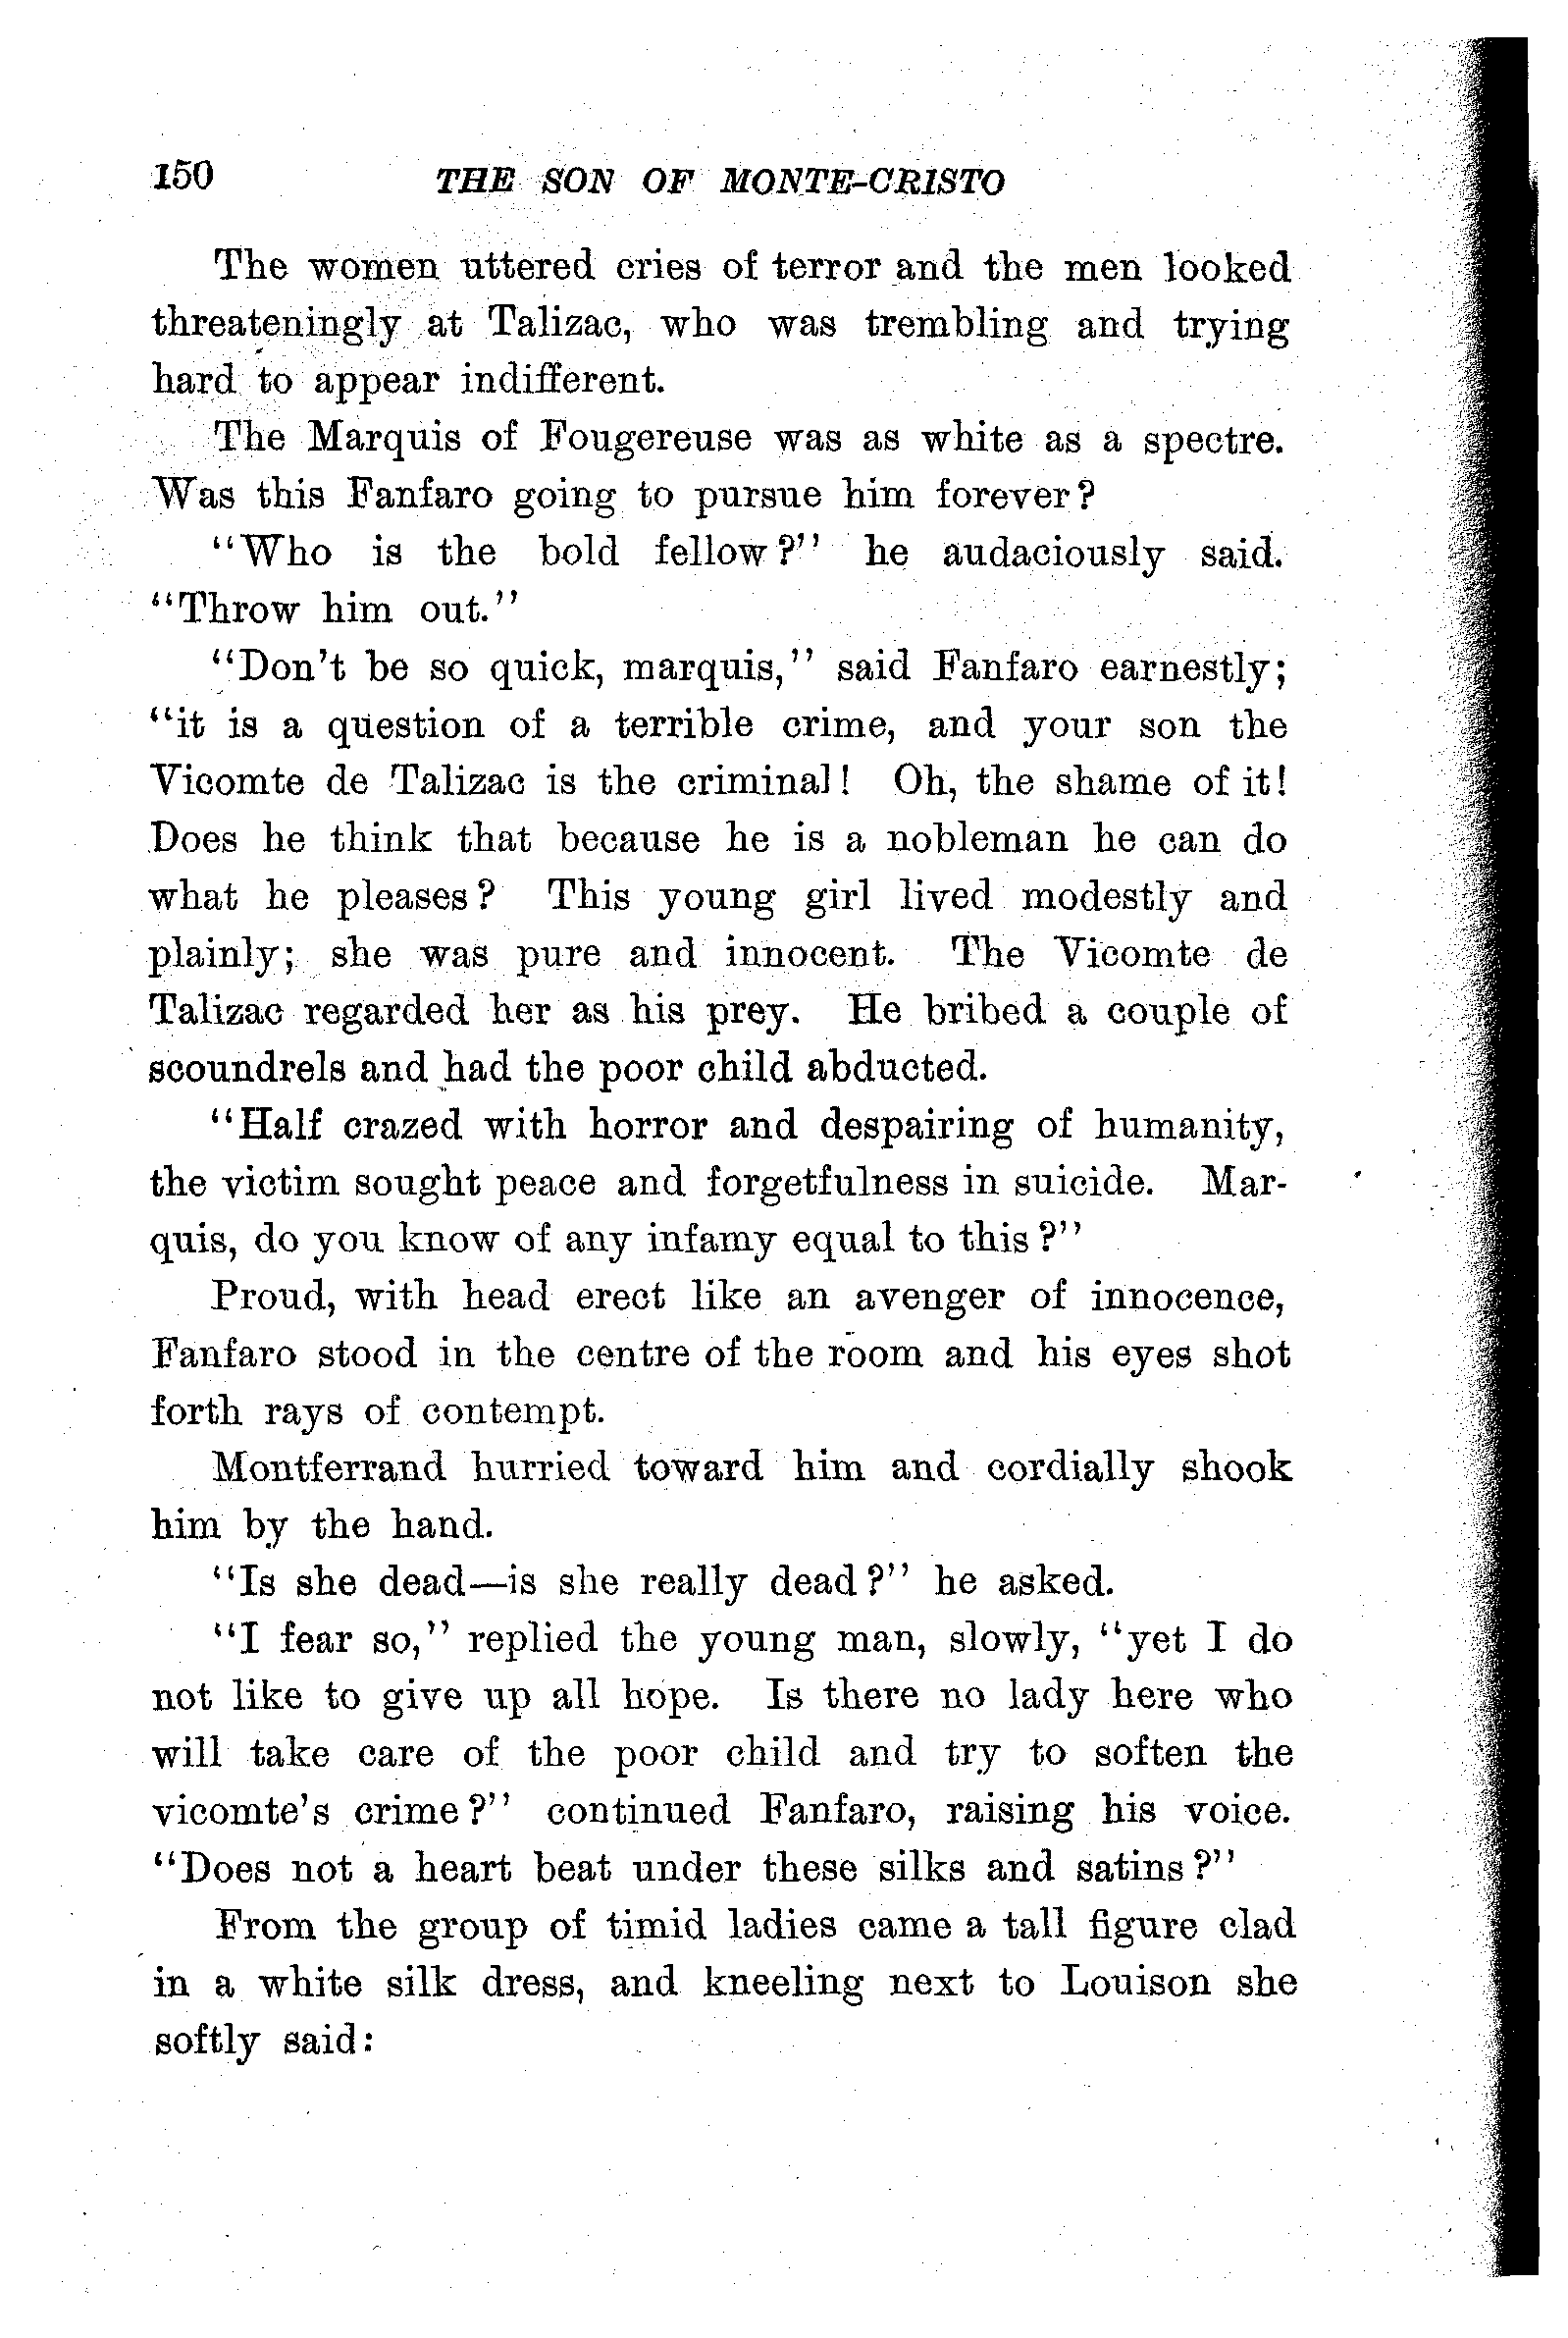 150 THE SON OF MONTE-CRISTO
The women uttered cries of terror and the men looked
threateningly at Talizac, who was trembling and trying
hard to appear indifferent.
The Marquis of Fougereuse was as white as a spectre.
Was this Fanfaro going to pursue him forever?
"Who is the bold fellow?" he audaciously said.
"Throw him out."
"Don't be so quick, marquis," said Fanfaro earnestly;
"it is a question of a terrible crime, and your son the
Vicomte de Talizac is the criminal! Oh, the shame of it!
Does he think that because he is a nobleman he can do
what he pleases? This young girl lived modestly and
plainly; she was pure and innocent. The Vicomte de
Talizac regarded her as his prey. He bribed a couple of
scoundrels and had the poor child abducted.
"Half crazed with horror and despairing of humanity,
the victim sought peace and forgetfulness in suicide. Mar-
quis, do you know of any infamy equal to this?"
Proud, with head erect like an avenger of innocence,
Fanfaro stood in the centre of the room and his eyes shot
forth rays of contempt.
Montferrand hurried toward him and cordially shook
him by the hand.
"Is she dead—is she really dead?" he asked.
"I fear so," replied the young man, slowly, "yet I do
not like to give up all hope. Is there no lady here who
will take care of the poor child and try to soften the
vicomte's crime?" continued Fanfaro, raising his voice.
"Does not a heart beat under these silks and satins?"
From the group of timid ladies came a tall figure clad
in a white silk dress, and kneeling next to Louison she
softly said: